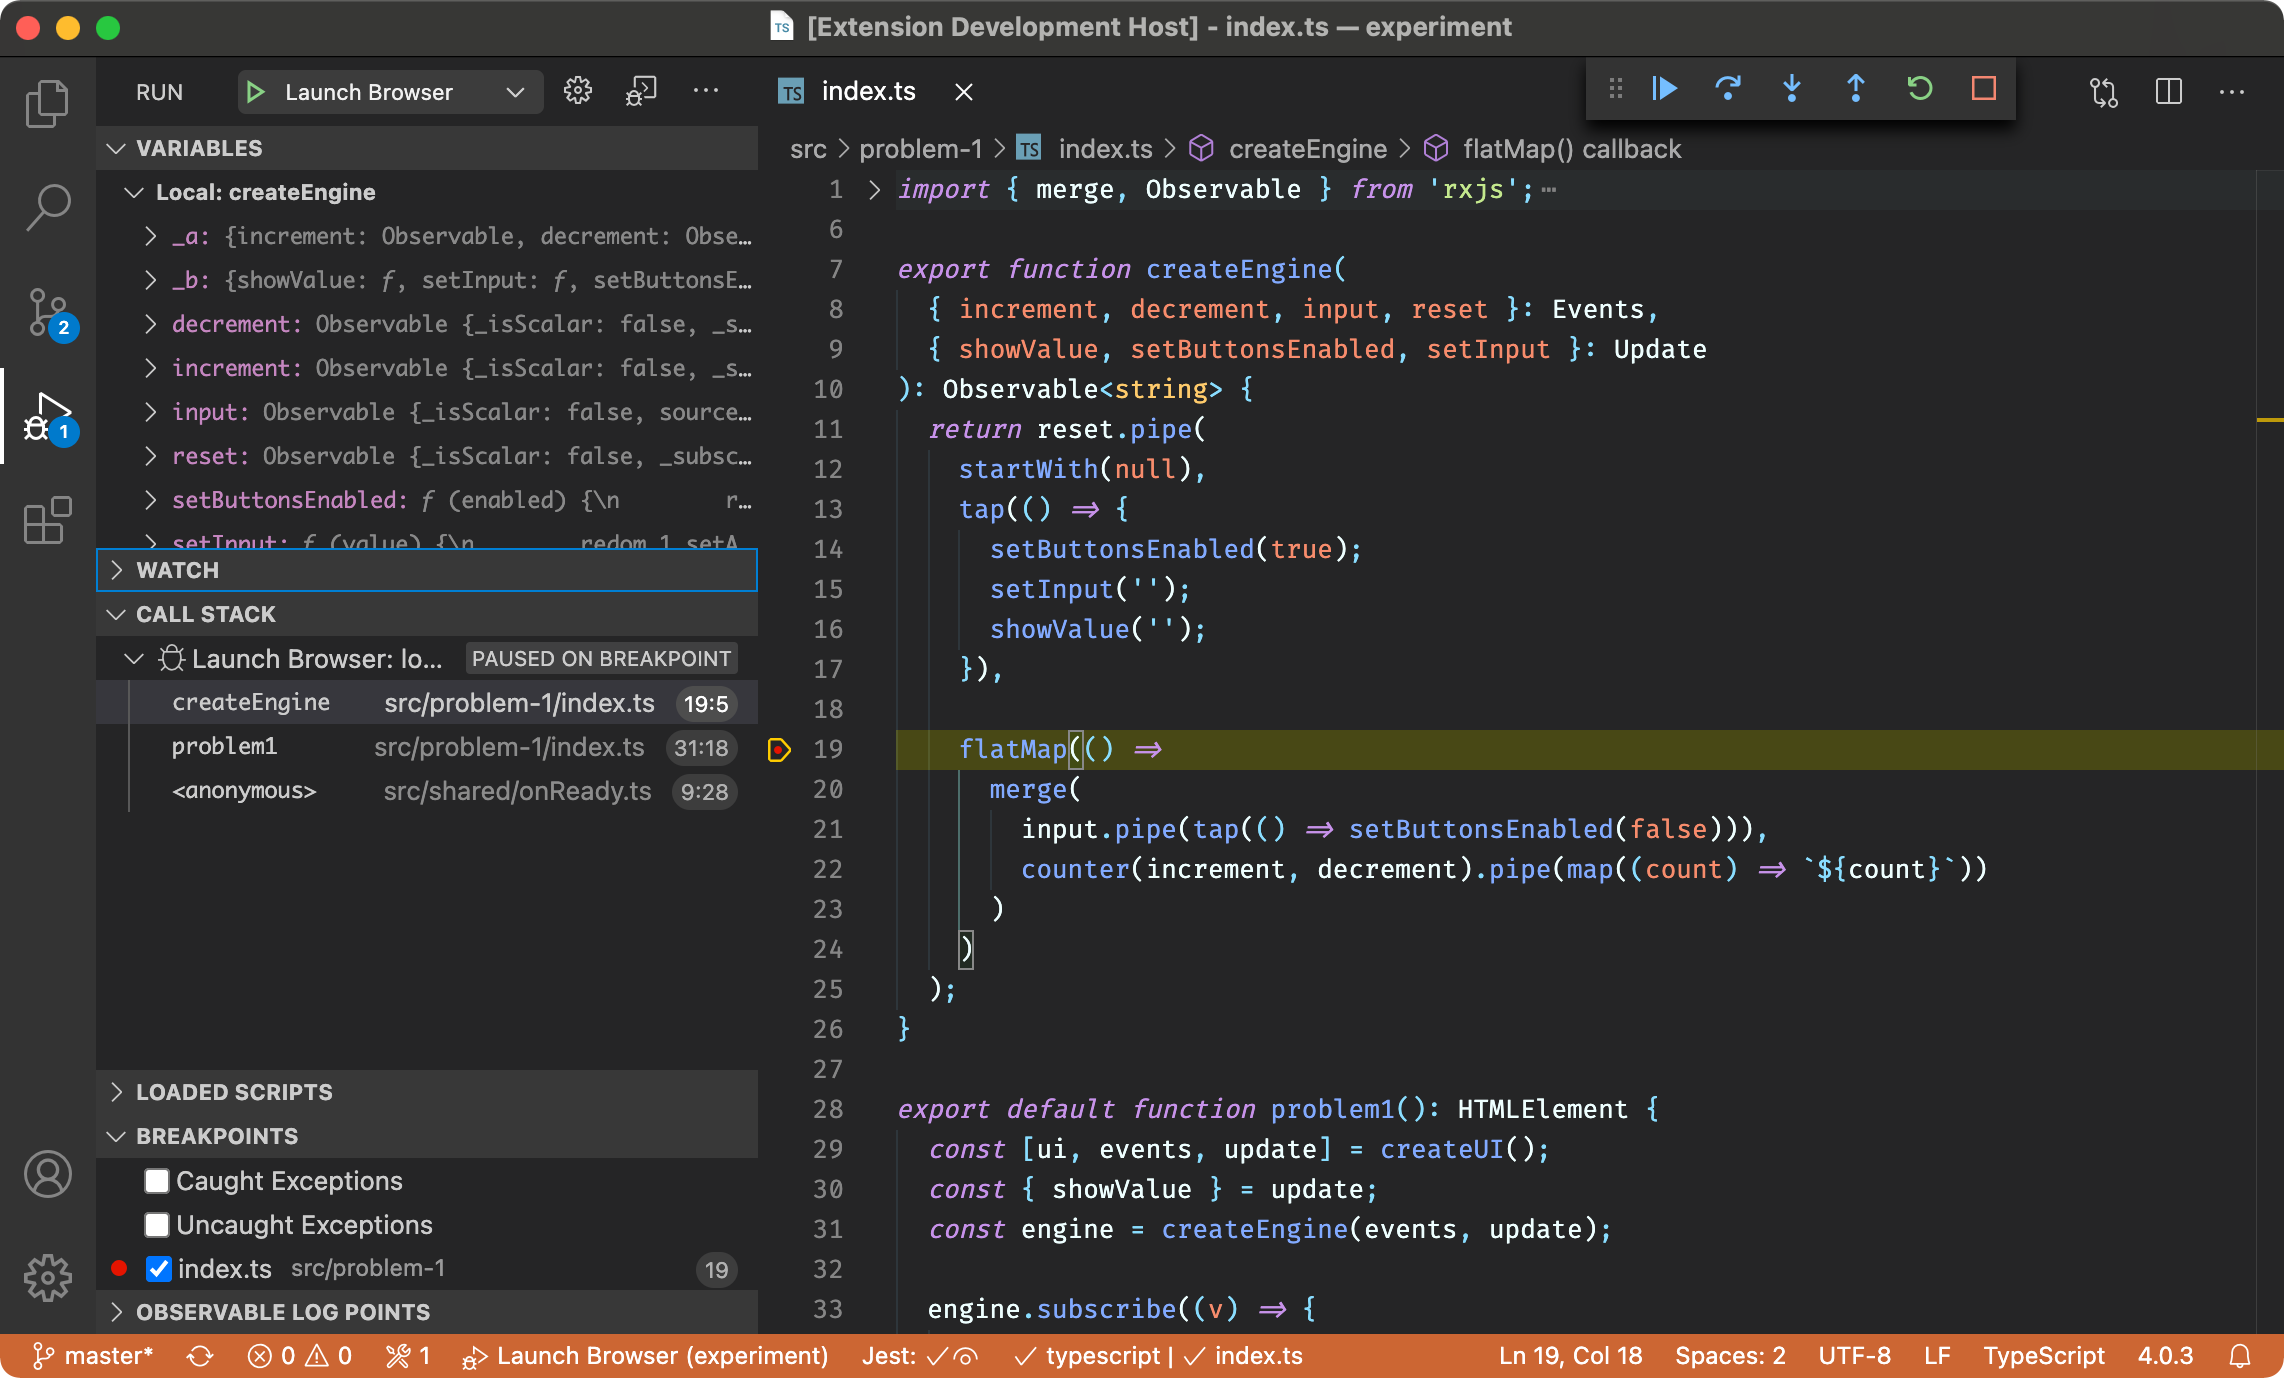 [Extension Development Host] - index.ts — experiment
RUN
Launch Browser
VARIABLES
Local: createEngine
_a: {increment: Observable, decrement: Obse…
_b: {showValue: ƒ, setInput: ƒ, setButtonsE…
decrement: Observable {_isScalar: false, _s…
increment: Observable {_isScalar: false, _s…
input: Observable {_isScalar: false, source…
reset: Observable {_isScalar: false, _subsc…
setButtonsEnabled: ƒ (enabled) {\n r…
setInput: ƒ (value) {\n redom_1.setA
WATCH
CALL STACK
Launch Browser: lo... PAUSED ON BREAKPOINT
createEngine src/problem-1/index.ts 19:5
problem1 src/problem-1/index.ts 31:18
<anonymous> src/shared/onReady.ts 9:28
LOADED SCRIPTS
BREAKPOINTS
Caught Exceptions
Uncaught Exceptions
index.ts src/problem-1 19
OBSERVABLE LOG POINTS
2
1
TS index.ts
src > problem-1 > TS index.ts > createEngine > flatMap() callback
1 import { merge, Observable } from 'rxjs';⋯
6
7 export function createEngine(
8 { increment, decrement, input, reset }: Events,
9 { showValue, setButtonsEnabled, setInput }: Update
10 ): Observable<string> {
11 return reset.pipe(
12 startWith(null),
13 tap(() => {
14 setButtonsEnabled(true);
15 setInput('');
16 showValue('');
17 }),
18
19 flatMap(() =>
20 merge(
21 input.pipe(tap(() => setButtonsEnabled(false))),
22 counter(increment, decrement).pipe(map((count) => `${count}`))
23 )
24 )
25 );
26 }
27
28 export default function problem1(): HTMLElement {
29 const [ui, events, update] = createUI();
30 const { showValue } = update;
31 const engine = createEngine(events, update);
32
33 engine.subscribe((v) => {
master* 0 0 1 Launch Browser (experiment) Jest: ✓ ✓ typescript | ✓ index.ts Ln 19, Col 18 Spaces: 2 UTF-8 LF TypeScript 4.0.3